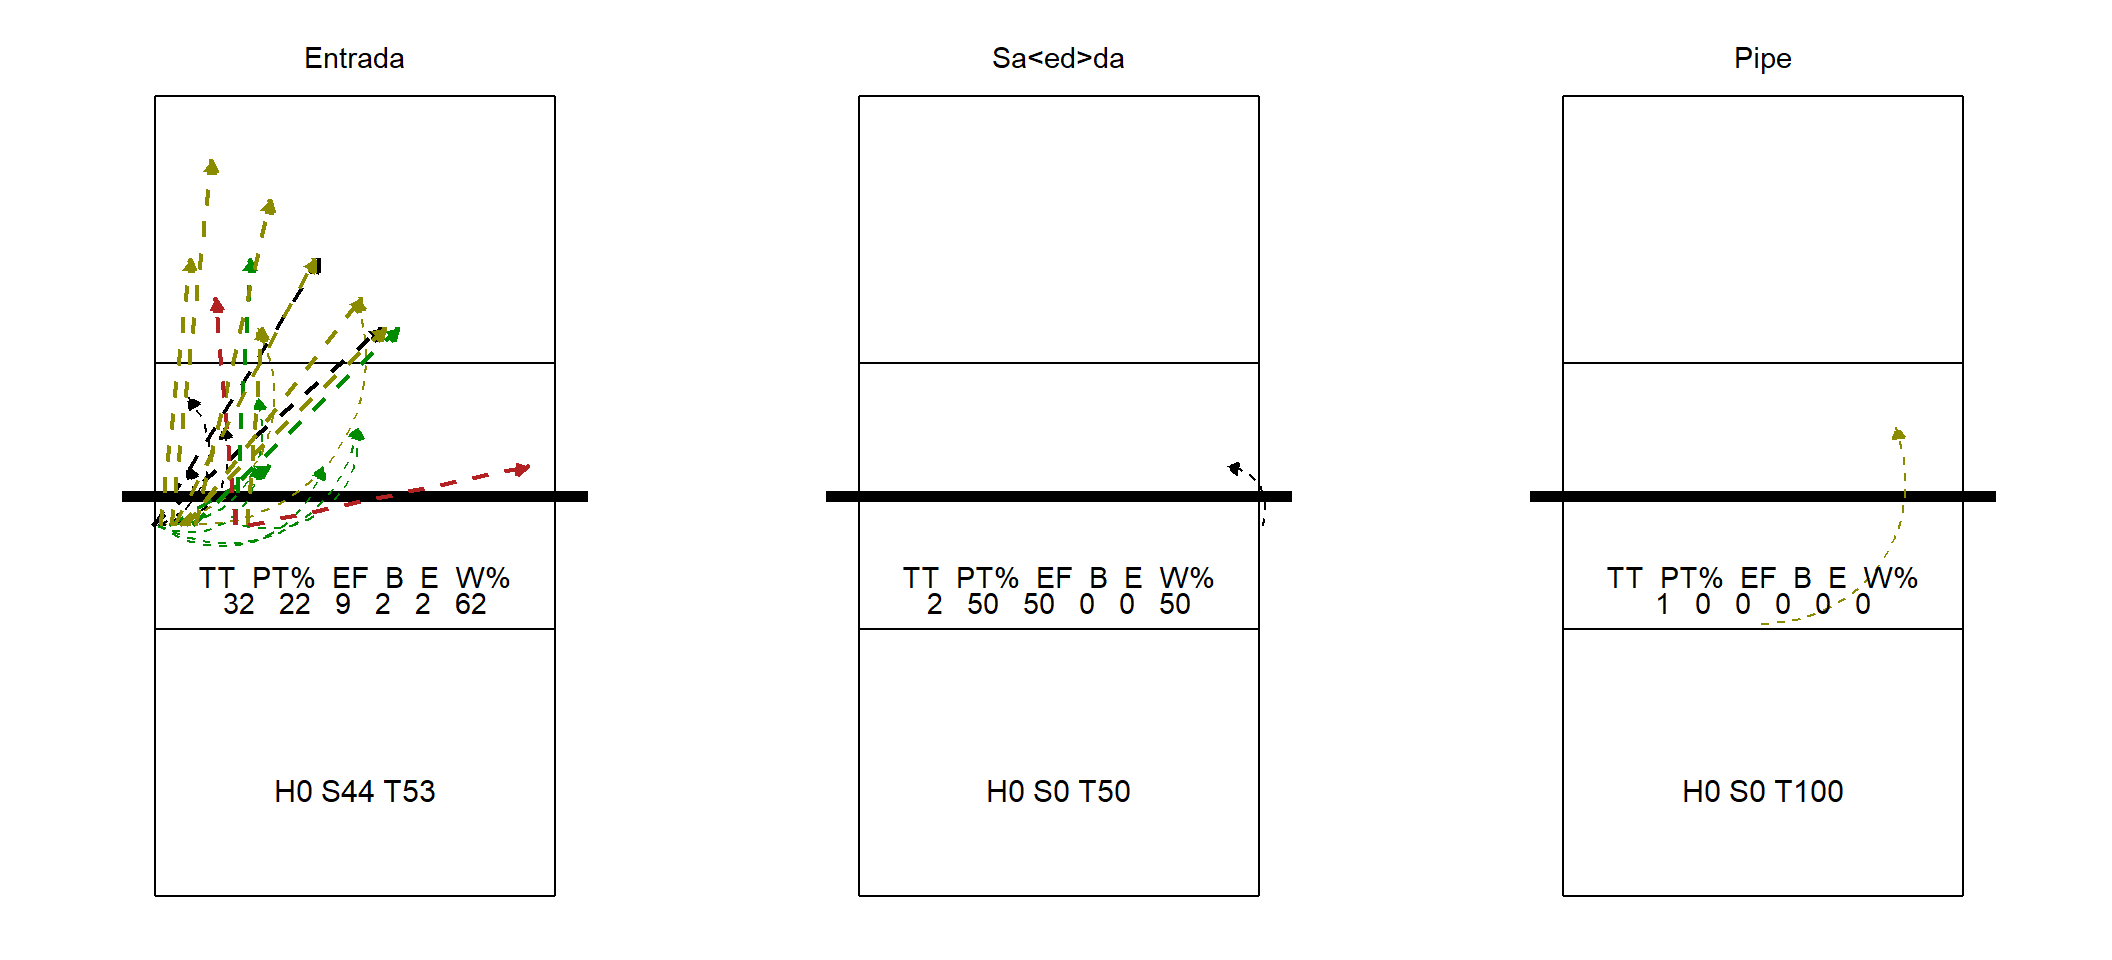 Entrada
TT PT% EF B E W%
32 22 9 2 2 62
H0 S44 T53
Sa<ed>da
TT PT% EF B E W%
2 50 50 0 0 50
H0 S0 T50
Pipe
TT PT% EF B E W%
1 0 0 0 0 0
H0 S0 T100